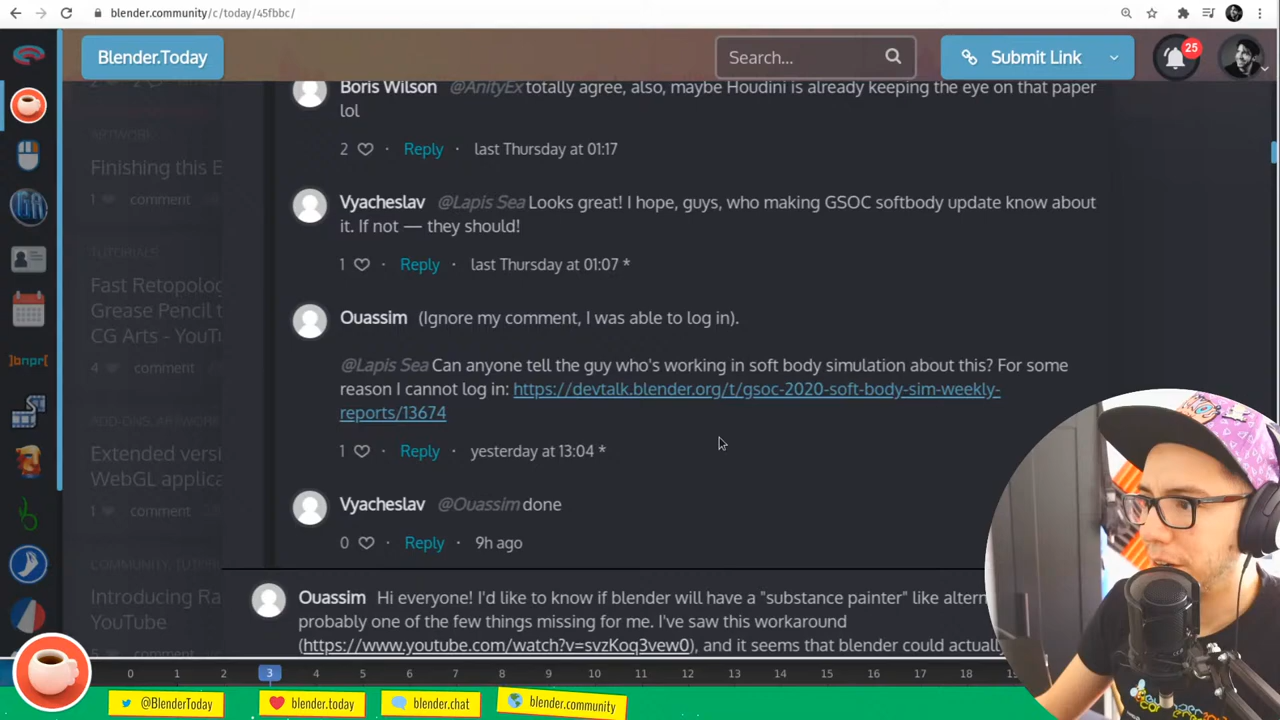 blender.community/c/today/45fbbc/
Blender.Today
Search...
Submit Link
25
Boris Wilson @AnityEx totally agree, also, maybe Houdini is already keeping the eye on that paper
lol
2 · Reply · last Thursday at 01:17
ARTWORK
Finishing this E
1 comment
Vyacheslav @Lapis Sea Looks great! I hope, guys, who making GSOC softbody update know about
it. If not — they should!
1 · Reply · last Thursday at 01:07 *
TUTORIALS
Fast Retopolog
Grease Pencil t
CG Arts - YouTu
4 comment
Ouassim (Ignore my comment, I was able to log in).
@Lapis Sea Can anyone tell the guy who's working in soft body simulation about this? For some
reason I cannot log in: https://devtalk.blender.org/t/gsoc-2020-soft-body-sim-weekly-
reports/13674
1 · Reply · yesterday at 13:04 *
bnpr
ADD-ONS, ARTWORK
Extended versi
WebGL applica
1 comment
Vyacheslav @Ouassim done
0 · Reply · 9h ago
COMMUNITY, TUTOR
Introducing Ra
YouTube
Ouassim Hi everyone! I'd like to know if blender will have a "substance painter" like altern
probably one of the few things missing for me. I've saw this workaround
(https://www.youtube.com/watch?v=svzKoq3vew0), and it seems that blender could actually
0 1 2 3 4 5 6 7 8 9 10 11 12 13 14 15 16 17 18 19
@BlenderToday
blender.today
blender.chat
blender.community